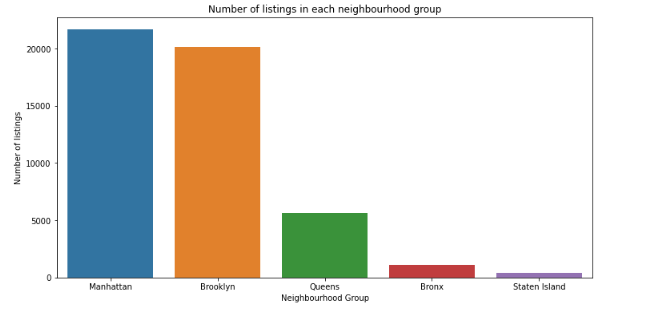 Number of listings in each neighbourhood group
20000
15000
10000
5000
0
Number of listings
Manhattan Brooklyn Queens Bronx Staten Island
Neighbourhood Group